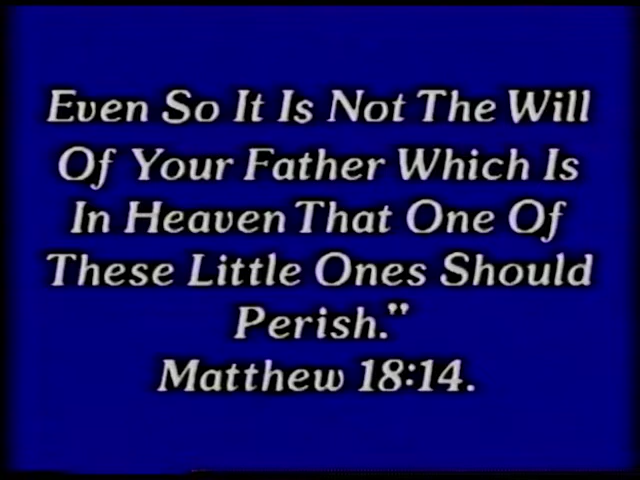 Even So It Is Not The Will
Of Your Father Which Is
In Heaven That One Of
These Little Ones Should
Perish."
Matthew 18:14.